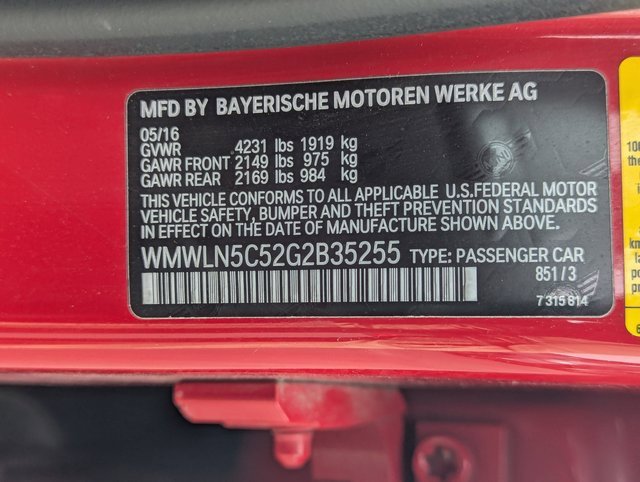 MFD BY BAYERISCHE MOTOREN WERKE AG
05/16
GVWR 4231 lbs 1919 kg
GAWR FRONT 2149 lbs 975 kg
GAWR REAR 2169 lbs 984 kg
THIS VEHICLE CONFORMS TO ALL APPLICABLE U.S.FEDERAL MOTOR
VEHICLE SAFETY, BUMPER AND THEFT PREVENTION STANDARDS
IN EFFECT ON THE DATE OF MANUFACTURE SHOWN ABOVE.
WMWLN5C52G2B35255 TYPE: PASSENGER CAR
851/3
7 315 814